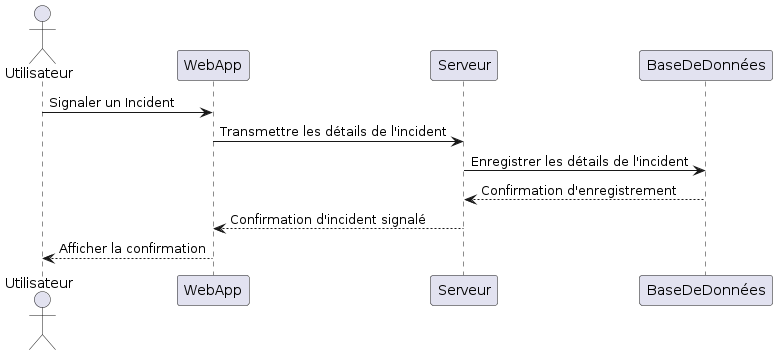 Utilisateur
WebApp
Serveur
BaseDeDonnées
Signaler un Incident
Transmettre les détails de l'incident
Enregistrer les détails de l'incident
Confirmation d'enregistrement
Confirmation d'incident signalé
Afficher la confirmation
Utilisateur
WebApp
Serveur
BaseDeDonnées